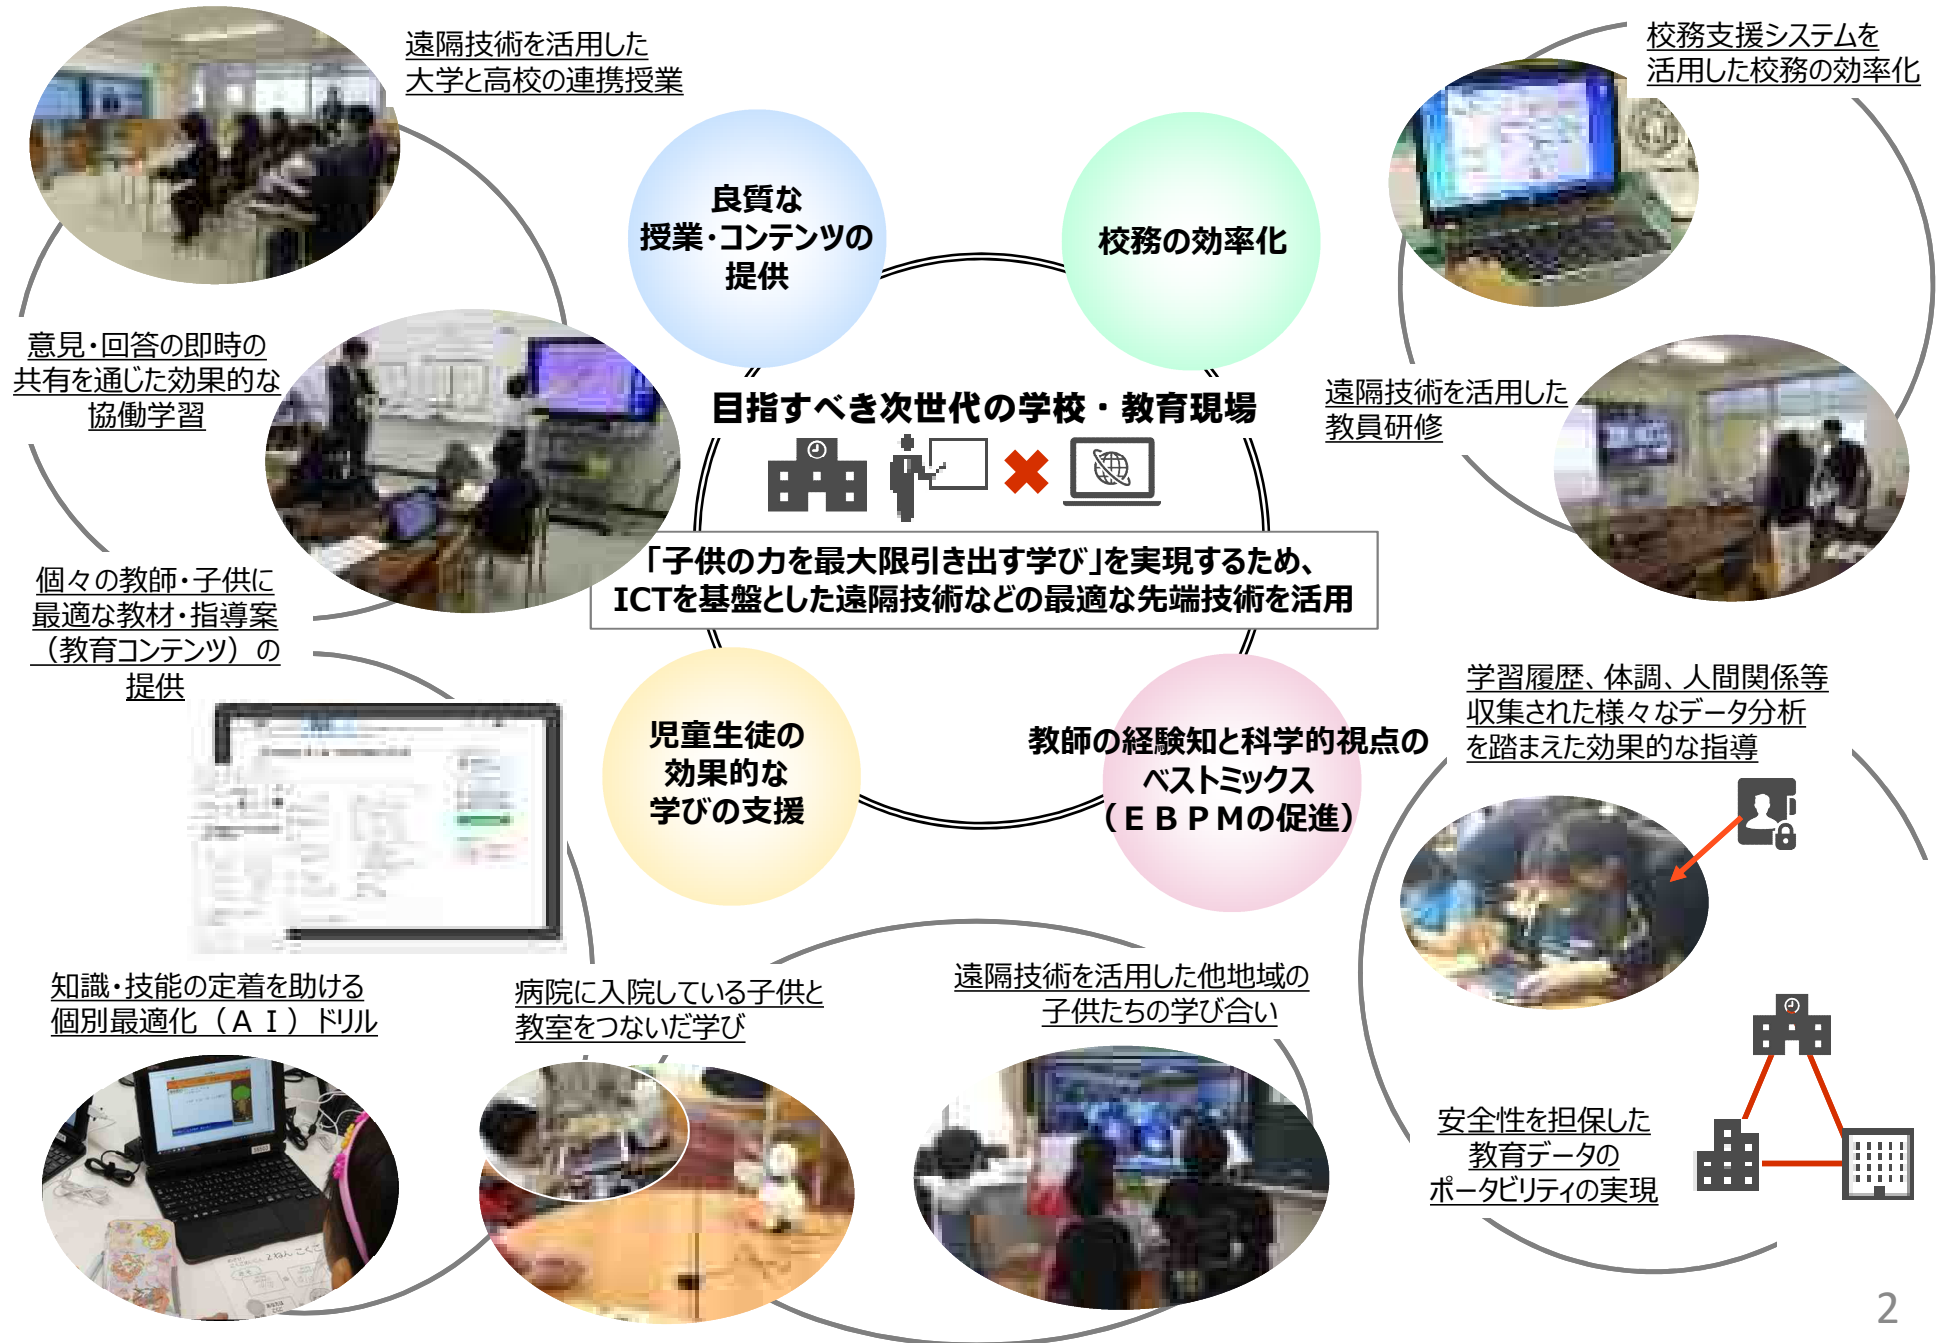 遠隔技術を活用した
大学と高校の連携授業
校務支援システムを
活用した校務の効率化
良質な
授業・コンテンツの
提供
校務の効率化
意見・回答の即時の
共有を通じた効果的な
協働学習
目指すべき次世代の学校・教育現場
遠隔技術を活用した
教員研修
「子供の力を最大限引き出す学び」を実現するため、
ICTを基盤とした遠隔技術などの最適な先端技術を活用
個々の教師・子供に
最適な教材・指導案
（教育コンテンツ）の
提供
児童生徒の
効果的な
学びの支援
教師の経験知と科学的視点の
ベストミックス
（ＥＢＰＭの促進）
学習履歴、体調、人間関係等
収集された様々なデータ分析
を踏まえた効果的な指導
知識・技能の定着を助ける
個別最適化（ＡＩ）ドリル
病院に入院している子供と
教室をつないだ学び
遠隔技術を活用した他地域の
子供たちの学び合い
安全性を担保した
教育データの
ポータビリティの実現
2